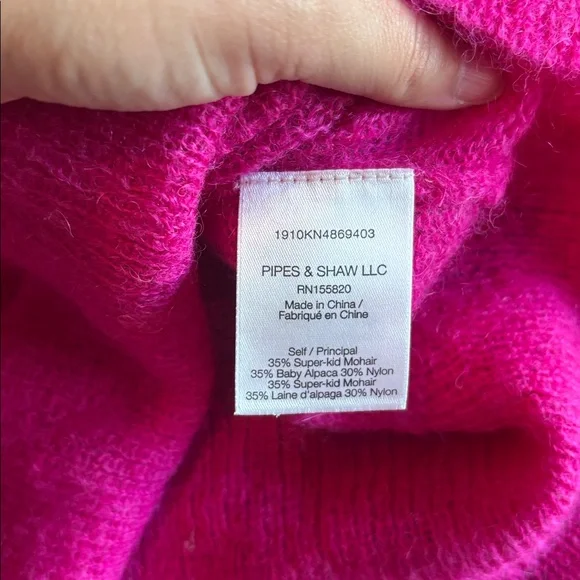 1910KN4869403
PIPES & SHAW LLC
RN155820
Made in China /
Fabriqué en Chine
Self / Principal
35% Super-kid Mohair
35% Baby Alpaca 30% Nylon
35% Super-kid Mohair
35% Laine d'alpaga 30% Nylon